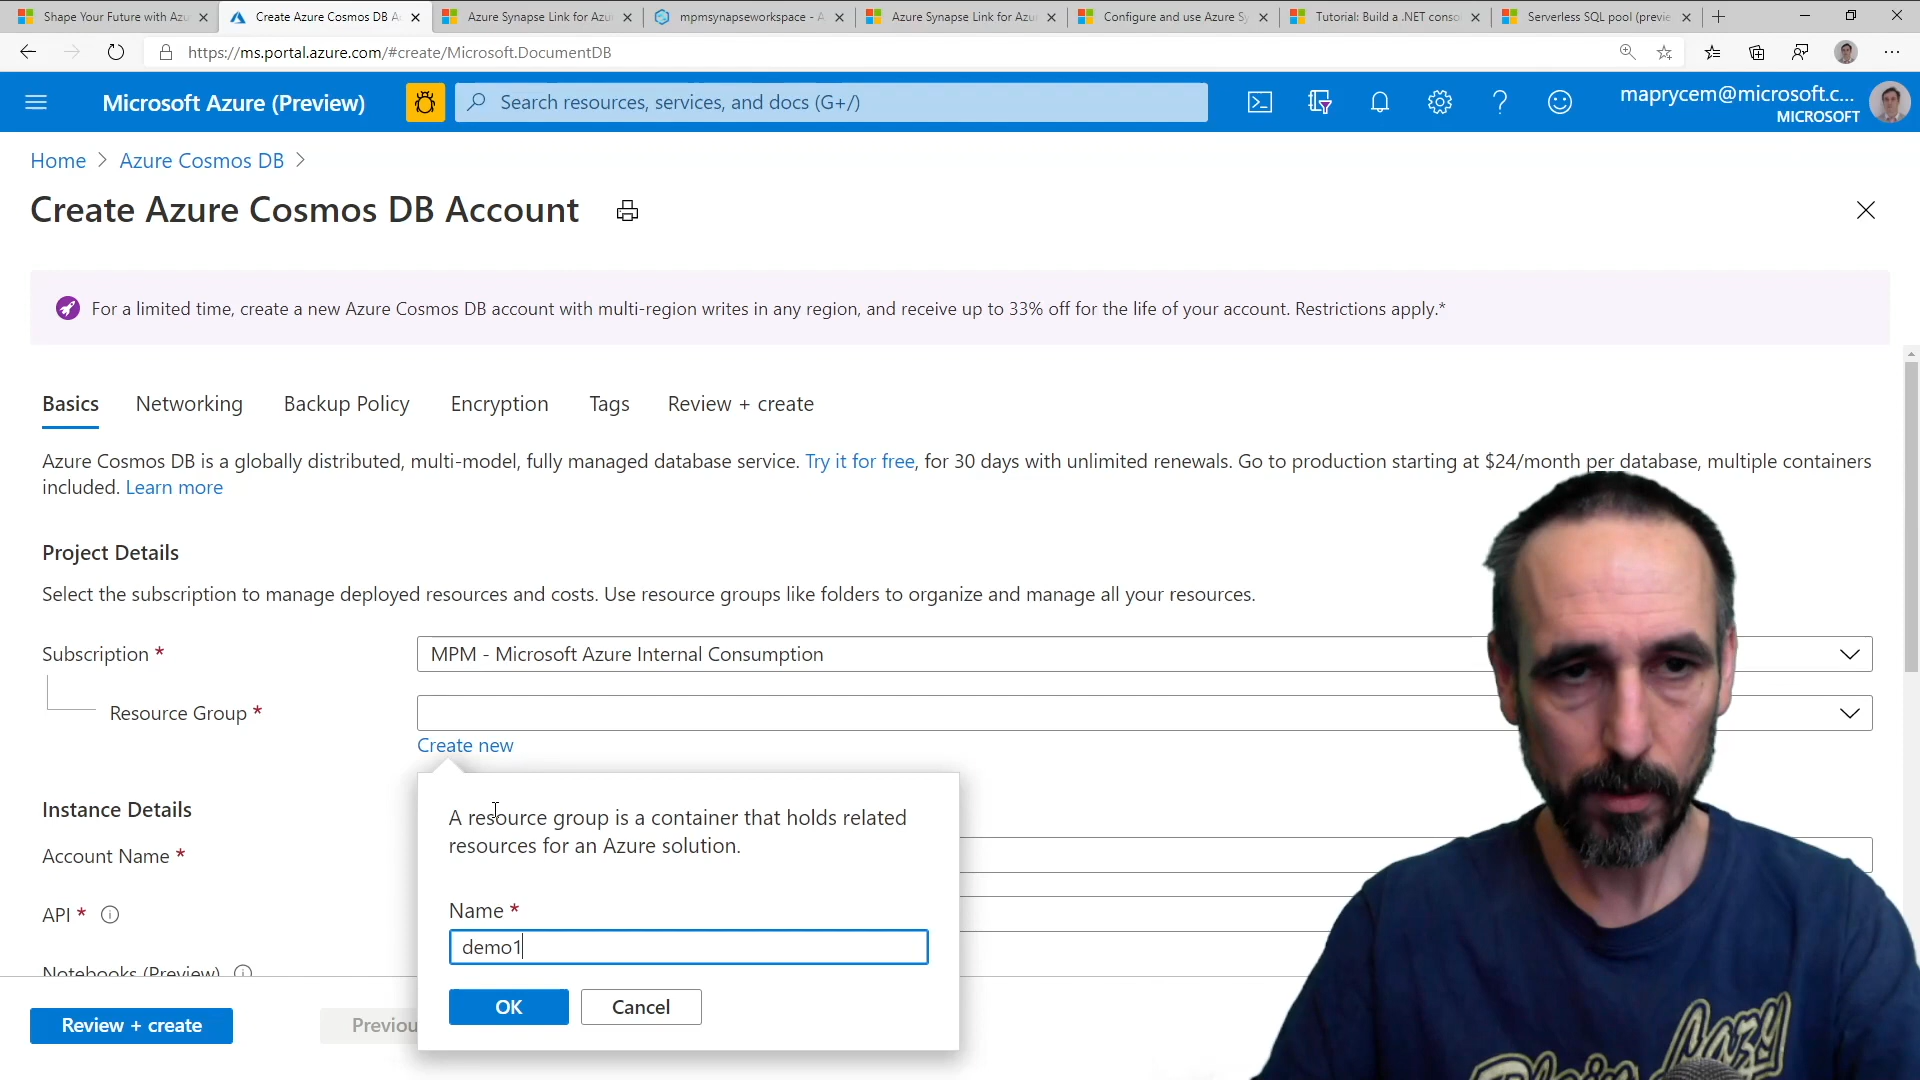 Shape Your Future with Azu
Create Azure Cosmos DB A
Azure Synapse Link for Azu
mpmsynapseworkspace - A
Azure Synapse Link for Azu
Configure and use Azure Sy
Tutorial: Build a .NET conso
Serverless SQL pool (previe
https://ms.portal.azure.com/#create/Microsoft.DocumentDB
Microsoft Azure (Preview)
Search resources, services, and docs (G+/)
maprycem@microsoft.c...
MICROSOFT
Home > Azure Cosmos DB >
Create Azure Cosmos DB Account
For a limited time, create a new Azure Cosmos DB account with multi-region writes in any region, and receive up to 33% off for the life of your account. Restrictions apply.*
Basics Networking Backup Policy Encryption Tags Review + create
Azure Cosmos DB is a globally distributed, multi-model, fully managed database service. Try it for free, for 30 days with unlimited renewals. Go to production starting at $24/month per database, multiple containers
included. Learn more
Project Details
Select the subscription to manage deployed resources and costs. Use resource groups like folders to organize and manage all your resources.
Subscription *
MPM - Microsoft Azure Internal Consumption
Resource Group *
Create new
A resource group is a container that holds related
resources for an Azure solution.
Name *
demo1
OK Cancel
Instance Details
Account Name *
API *
Notebooks (Preview)
Review + create
Previou